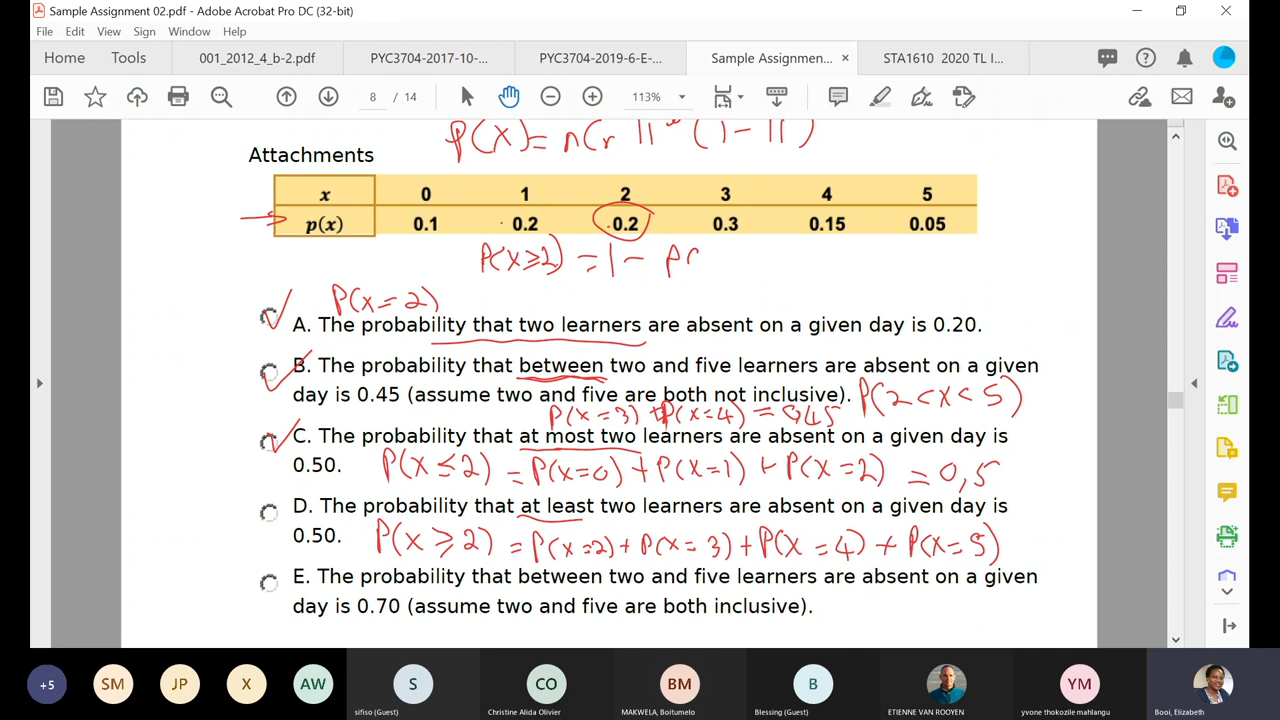 Sample Assignment 02.pdf - Adobe Acrobat Pro DC (32-bit)
File Edit View Sign Window Help
Home Tools 001_2012_4_b-2.pdf PYC3704-2017-10-... PYC3704-2019-6-E-... Sample Assignmen... × STA1610 2020 TL I...
8 / 14 113%
P(X) = nCr π (1 - π)
Attachments
x 0 1 2 3 4 5
p(x) 0.1 0.2 0.2 0.3 0.15 0.05
P(X≥2) = 1 - P(
P(X=2)
A. The probability that two learners are absent on a given day is 0.20.
B. The probability that between two and five learners are absent on a given
day is 0.45 (assume two and five are both not inclusive). P(2<X<5)
P(X=3) + P(X=4) = 0,45
C. The probability that at most two learners are absent on a given day is
0.50. P(X≤2) = P(X=0) + P(X=1) + P(X=2) = 0,5
D. The probability that at least two learners are absent on a given day is
0.50. P(X≥2) = P(X=2) + P(X=3) + P(X=4) + P(X=5)
E. The probability that between two and five learners are absent on a given
day is 0.70 (assume two and five are both inclusive).
+5 SM JP X AW S CO BM B YM
sifiso (Guest) Christine Alida Olivier MAKWELA, Boitumelo Blessing (Guest) ETIENNE VAN ROOYEN yvone thokozile mahlangu Booi, Elizabeth